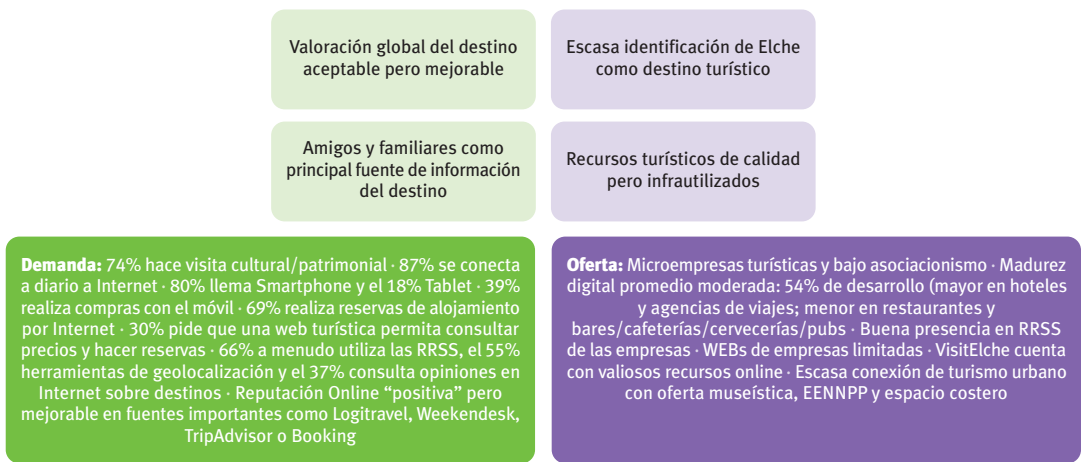 Valoración global del destino
aceptable pero mejorable
Escasa identificación de Elche
como destino turístico
Amigos y familiares como
principal fuente de información
del destino
Recursos turísticos de calidad
pero infrautilizados
Demanda: 74% hace visita cultural/patrimonial · 87% se conecta
a diario a Internet · 80% llema Smartphone y el 18% Tablet · 39%
realiza compras con el móvil · 69% realiza reservas de alojamiento
por Internet · 30% pide que una web turística permita consultar
precios y hacer reservas · 66% a menudo utiliza las RRSS, el 55%
herramientas de geolocalización y el 37% consulta opiniones en
Internet sobre destinos · Reputación Online “positiva” pero
mejorable en fuentes importantes como Logitravel, Weekendesk,
TripAdvisor o Booking
Oferta: Microempresas turísticas y bajo asociacionismo · Madurez
digital promedio moderada: 54% de desarrollo (mayor en hoteles
y agencias de viajes; menor en restaurantes y
bares/cafeterías/cervecerías/pubs · Buena presencia en RRSS
de las empresas · WEBs de empresas limitadas · VisitElche cuenta
con valiosos recursos online · Escasa conexión de turismo urbano
con oferta museística, EENNPP y espacio costero